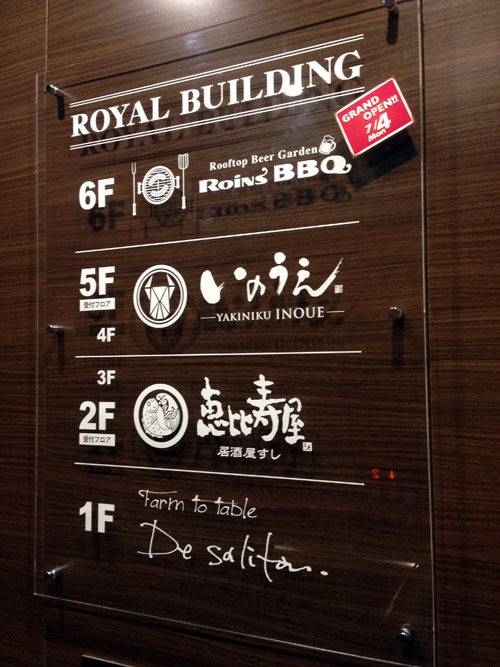 ROYAL BUILDING
GRAND
OPEN!!
7/4
Mon
6F
Rooftop Beer Garden
Roins' BBQ
5F
受付フロア
4F
いのうえ
YAKINIKU INOUE
3F
2F
受付フロア
恵比寿屋
居酒屋すし
2
1F
Farm to table
De salita.